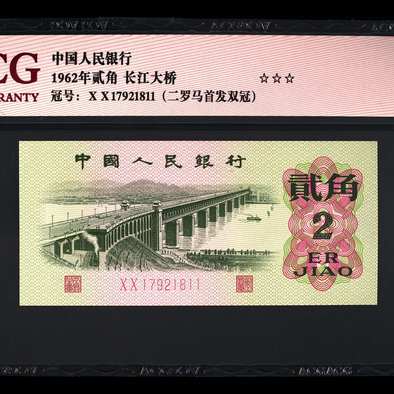 CG
RRANTY
中国人民银行
1962年贰角 长江大桥 ☆☆☆
冠号：XX17921811（二罗马首发双冠）
中國人民銀行
貳角
2
ER
JIAO
XX17921811